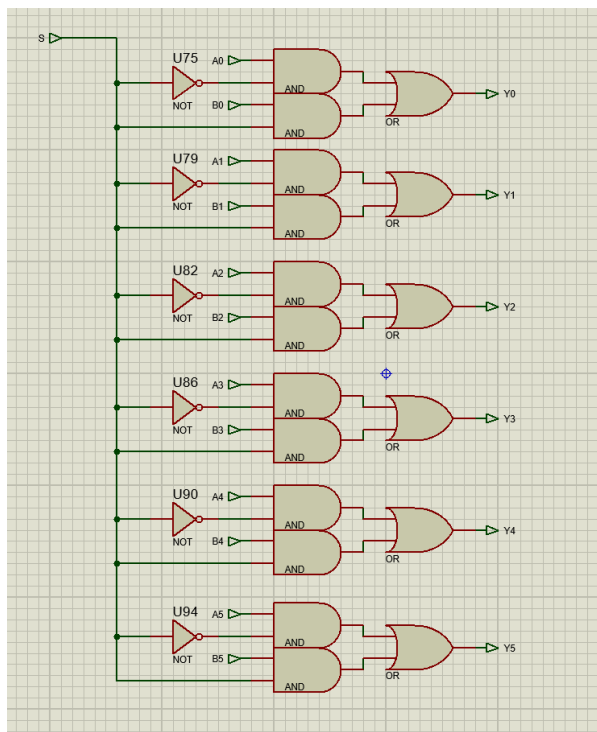 S
U75
A0
NOT
B0
AND
AND
OR
Y0
U79
A1
NOT
B1
AND
AND
OR
Y1
U82
A2
NOT
B2
AND
AND
OR
Y2
U86
A3
NOT
B3
AND
AND
OR
Y3
U90
A4
NOT
B4
AND
AND
OR
Y4
U94
A5
NOT
B5
AND
AND
OR
Y5